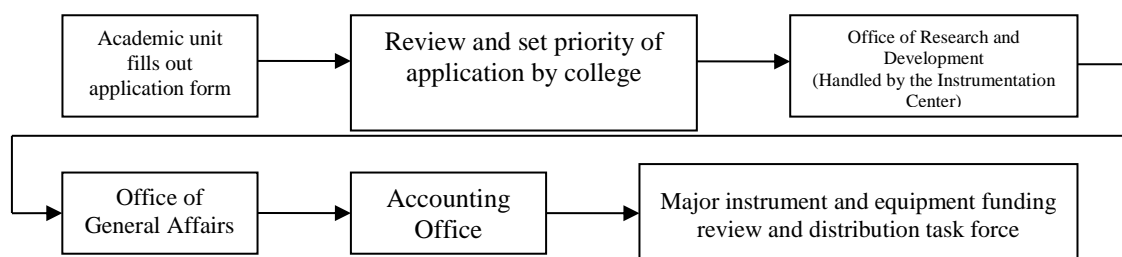 Academic unit
fills out
application form
Review and set priority of
application by college
Office of Research and
Development
(Handled by the Instrumentation
Center)
Office of
General Affairs
Accounting
Office
Major instrument and equipment funding
review and distribution task force